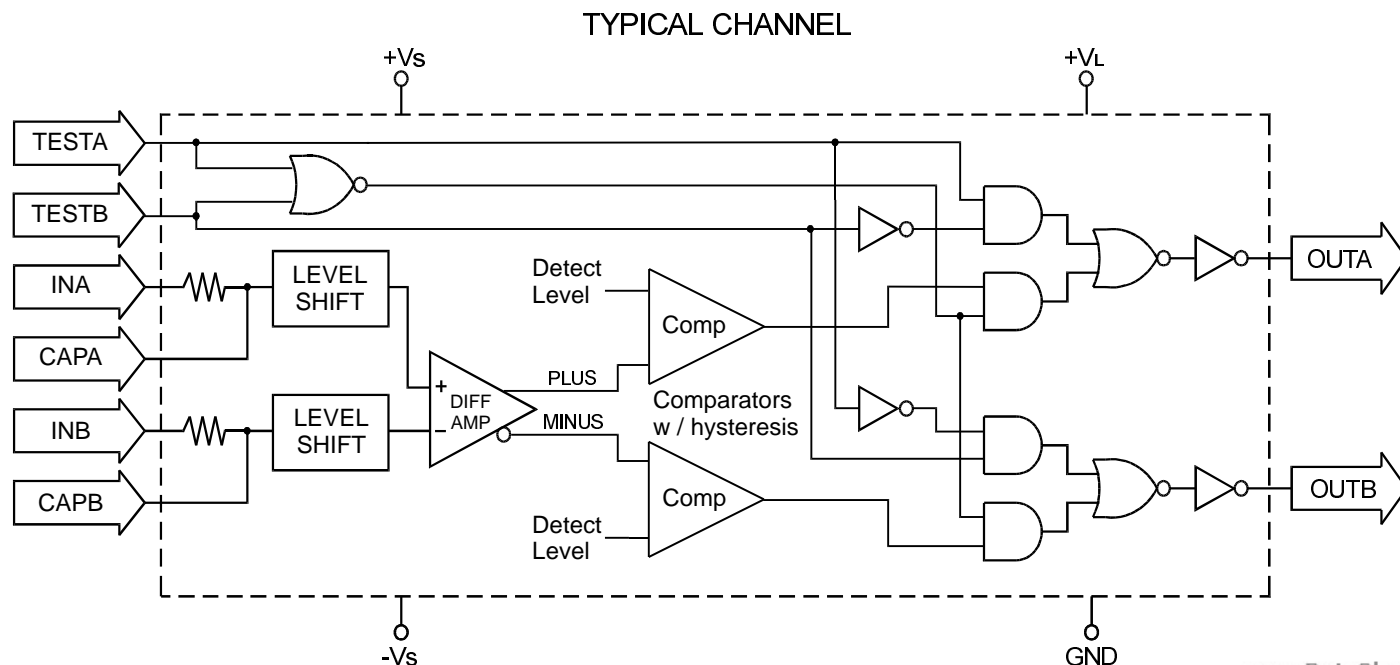 TYPICAL CHANNEL
+VS
+VL
TESTA
TESTB
INA
CAPA
INB
CAPB
LEVEL
SHIFT
LEVEL
SHIFT
+
−
DIFF
AMP
PLUS
MINUS
Detect
Level
Comp
Comparators
w / hysteresis
Comp
Detect
Level
OUTA
OUTB
-VS
GND